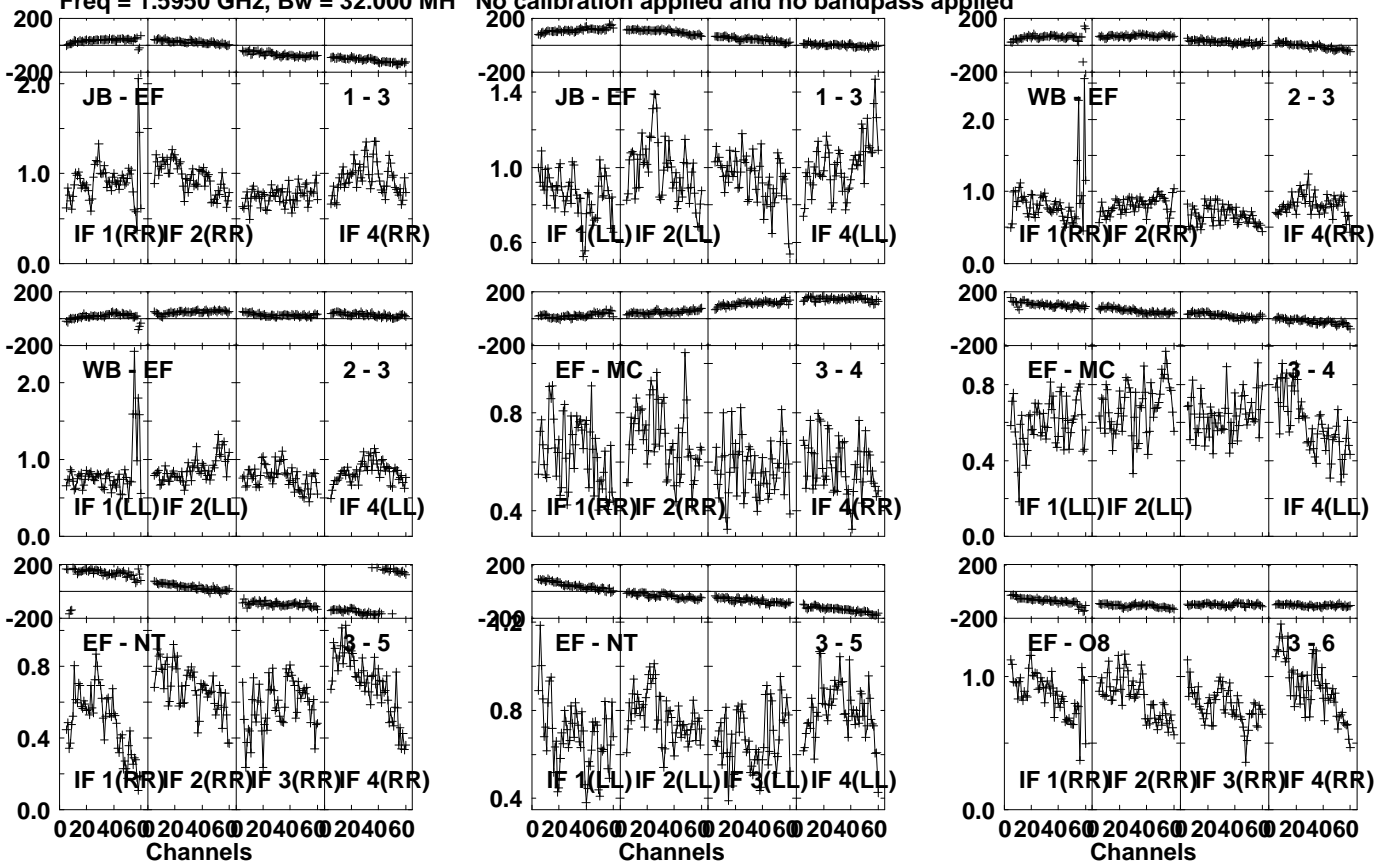 Freq = 1.5950 GHz, Bw = 32.000 MH No calibration applied and no bandpass applied
200 200 200
-200 -200 -200
2.0 JB - EF 1 - 3
1.4 JB - EF 1 - 3
WB - EF 2 - 3
2.0
1.0 1.0 1.0
IF 1(RR) IF 2(RR) IF 4(RR)
IF 1(LL) IF 2(LL) IF 4(LL)
IF 1(RR) IF 2(RR) IF 4(RR)
0.0 0.6 0.0
200 200 200
-200 -200 -200
WB - EF 2 - 3
EF - MC 3 - 4
EF - MC 3 - 4
2.0 0.8 0.8
1.0 0.4
IF 1(LL) IF 2(LL) IF 4(LL)
IF 1(RR) IF 2(RR) IF 4(RR)
IF 1(LL) IF 2(LL) IF 4(LL)
0.0 0.4 0.0
200 200 200
-200 -200 -200
1.2
EF - NT 3 - 5
EF - NT 3 - 5
EF - O8 3 - 6
0.8 0.8 1.0
0.4
IF 1(RR) IF 2(RR) IF 3(RR) IF 4(RR)
IF 1(LL) IF 2(LL) IF 3(LL) IF 4(LL)
IF 1(RR) IF 2(RR) IF 3(RR) IF 4(RR)
0.0 0.4 0.0
0 20 40 60 0 20 40 60 0 20 40 60 0 20 40 60
0 20 40 60 0 20 40 60 0 20 40 60 0 20 40 60
0 20 40 60 0 20 40 60 0 20 40 60 0 20 40 60
Channels Channels Channels